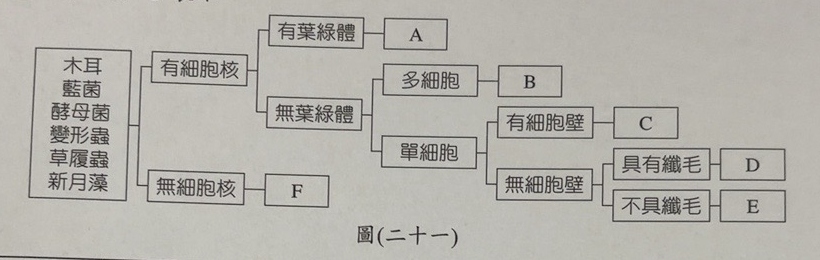 木耳
藍菌
酵母菌
變形蟲
草履蟲
新月藻
有細胞核
有葉綠體
A
無葉綠體
多細胞
B
單細胞
有細胞壁
C
無細胞壁
具有纖毛
D
不具纖毛
E
無細胞核
F
圖(二十一)